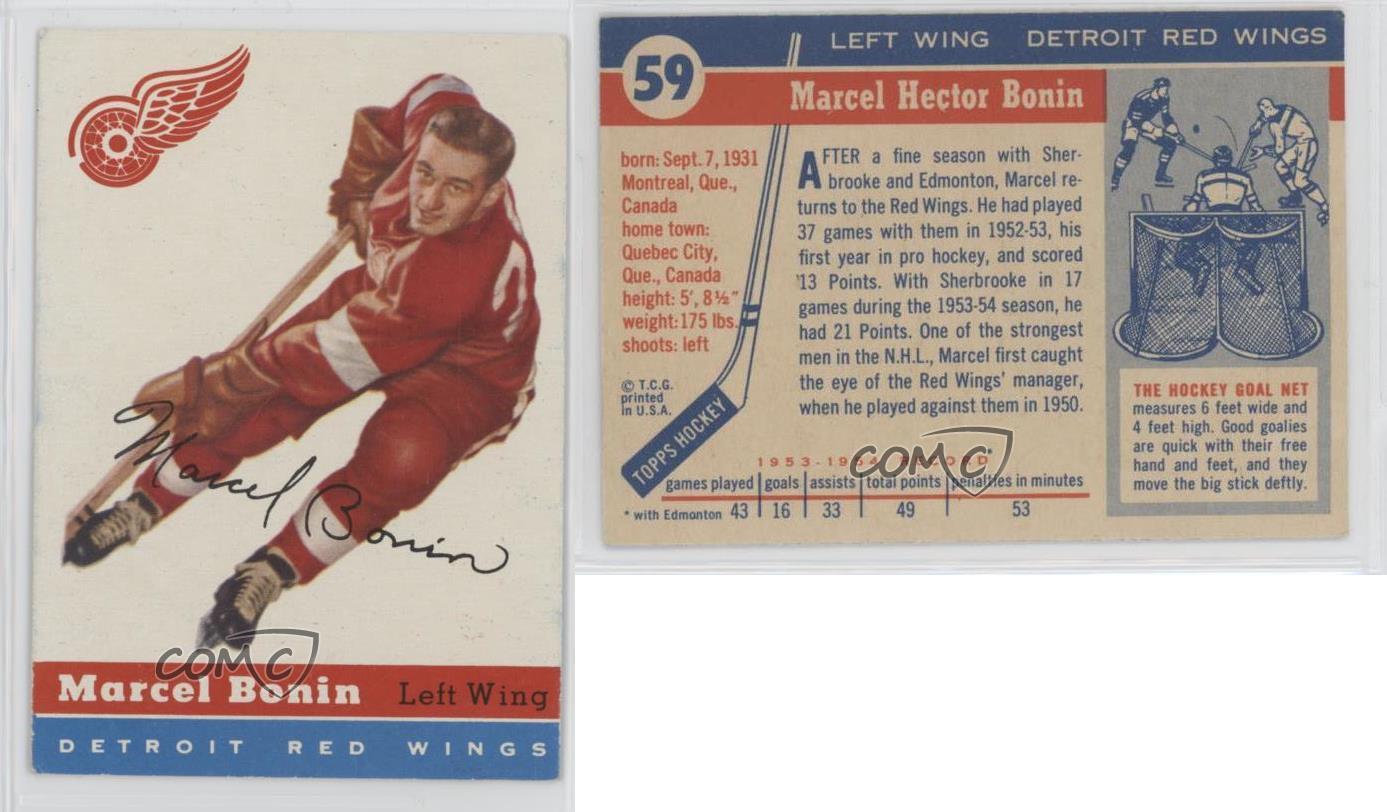 Marcel Bonin
COMC
Marcel Bonin Left Wing
DETROIT RED WINGS
59
LEFT WING DETROIT RED WINGS
Marcel Hector Bonin
born: Sept. 7, 1931
Montreal, Que.,
Canada
home town:
Quebec City,
Que., Canada
height: 5', 8½"
weight: 175 lbs.
shoots: left
© T.C.G.
printed
in U.S.A.
TOPPS HOCKEY
AFTER a fine season with Sher-
brooke and Edmonton, Marcel re-
turns to the Red Wings. He had played
37 games with them in 1952-53, his
first year in pro hockey, and scored
13 Points. With Sherbrooke in 17
games during the 1953-54 season, he
had 21 Points. One of the strongest
men in the N.H.L., Marcel first caught
the eye of the Red Wings' manager,
when he played against them in 1950.
THE HOCKEY GOAL NET
measures 6 feet wide and
4 feet high. Good goalies
are quick with their free
hand and feet, and they
move the big stick deftly.
COMC
1953-1954 RECORD*
games played goals assists total points penalties in minutes
* with Edmonton 43 16 33 49 53